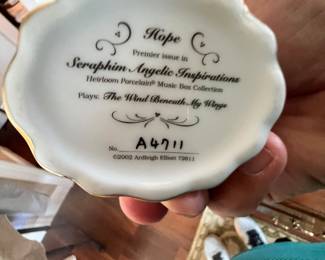 Hope
Premier issue in
Seraphim Angelic Inspirations
Heirloom Porcelain® Music Box Collection
Plays: The Wind Beneath My Wings
No. A4711
©2002 Ardleigh Elliott 72811